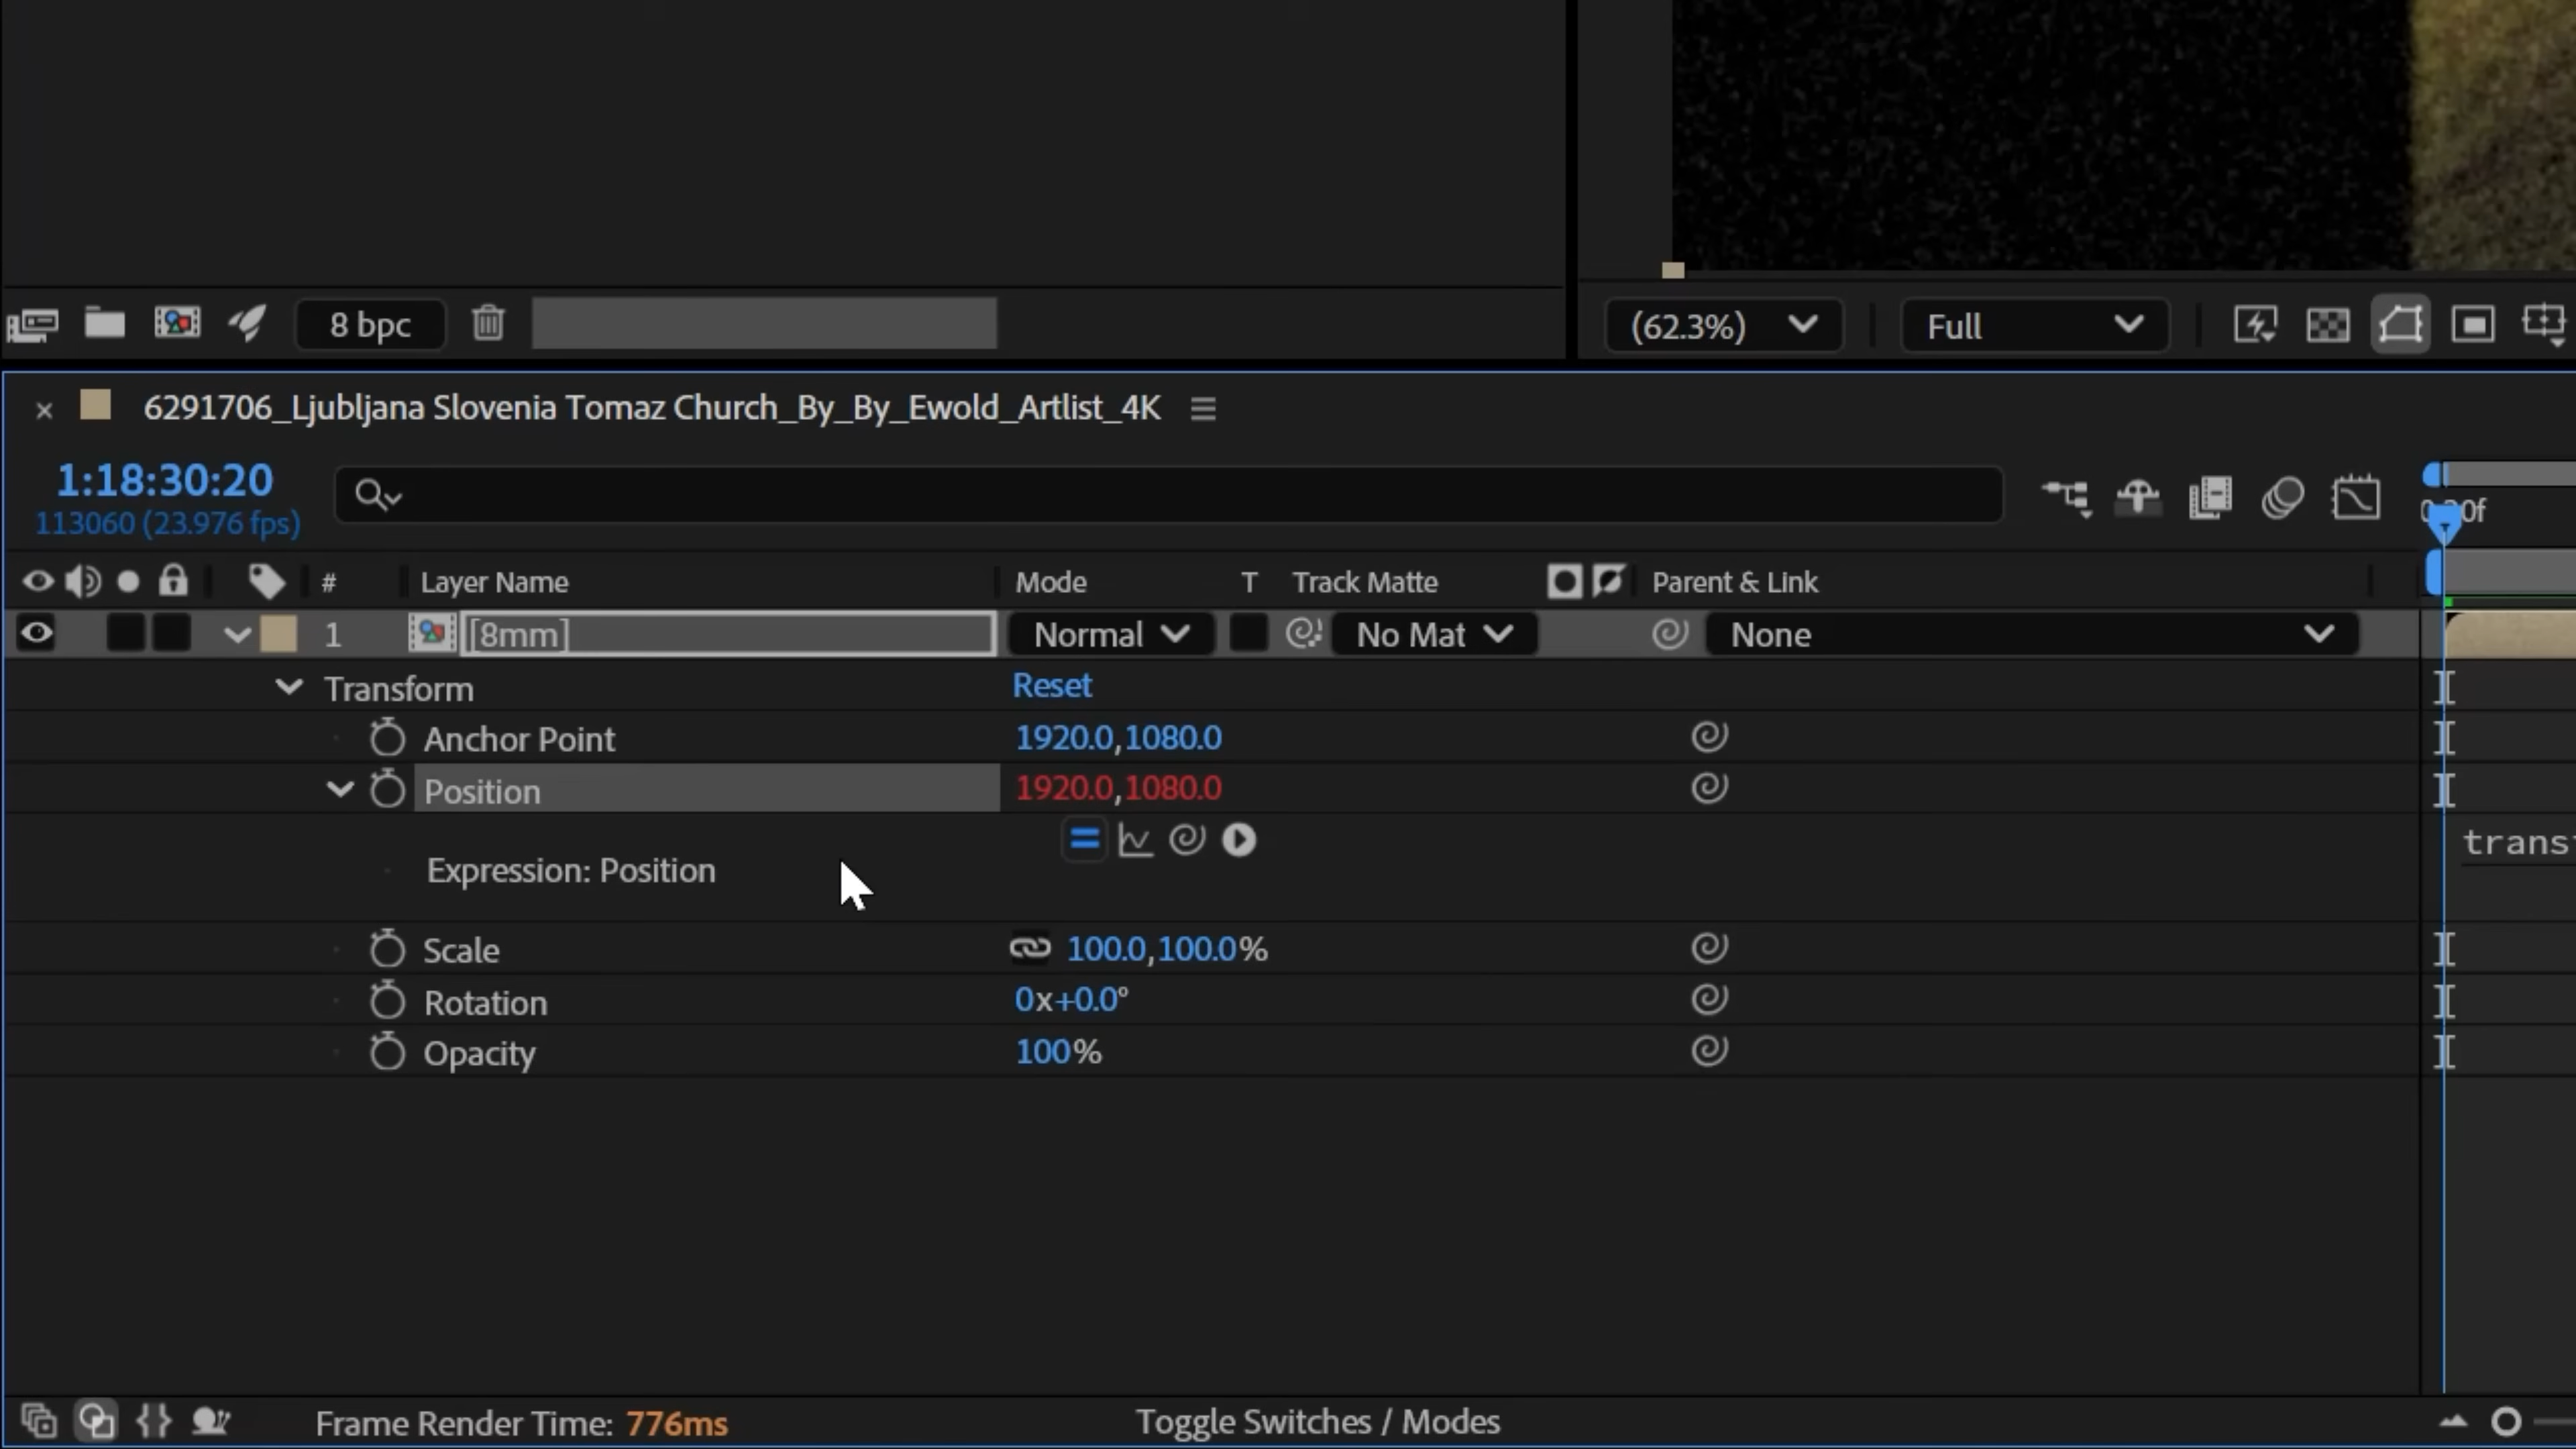 8 bpc
(62.3%)
Full
6291706_Ljubljana Slovenia Tomaz Church_By_By_Ewold_Artlist_4K
1:18:30:20
113060 (23.976 fps)
# Layer Name Mode T Track Matte Parent & Link
1 [8mm] Normal No Mat None
Transform Reset
Anchor Point 1920.0,1080.0
Position 1920.0,1080.0
Expression: Position
trans
Scale 100.0,100.0%
Rotation 0x+0.0°
Opacity 100%
Frame Render Time: 776ms
Toggle Switches / Modes